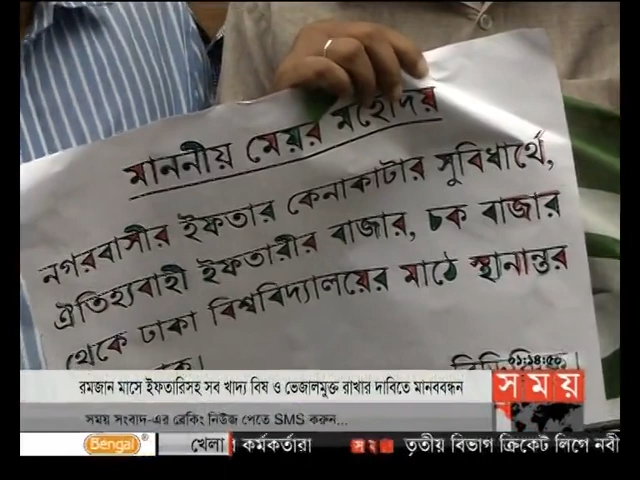 মাননীয় মেয়র মহোদয়
নগরবাসীর ইফতার কেনাকাটার সুবিধার্থে,
ঐতিহ্যবাহী ইফতারীর বাজার, চক বাজার
থেকে ঢাকা বিশ্ববিদ্যালয়ের মাঠে স্থানান্তর
০১:১৪:৫০
রমজান মাসে ইফতারিসহ সব খাদ্য বিষ ও ভেজালমুক্ত রাখার দাবিতে মানববন্ধন
সময়
সময় সংবাদ-এর ব্রেকিং নিউজ পেতে SMS করুন...
Bengal খেলা কর্মকর্তারা সময় তৃতীয় বিভাগ ক্রিকেট লিগে নবী